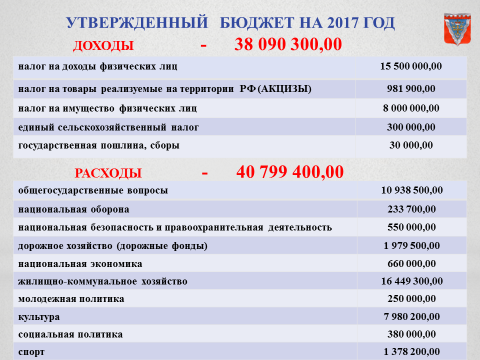 УТВЕРЖДЕННЫЙ БЮДЖЕТ НА 2017 ГОД
ДОХОДЫ - 38 090 300,00
налог на доходы физических лиц 15 500 000,00
налог на товары реализуемые на территории РФ (АКЦИЗЫ) 981 900,00
налог на имущество физических лиц 8 000 000,00
единый сельскохозяйственный налог 300 000,00
государственная пошлина, сборы 30 000,00
РАСХОДЫ - 40 799 400,00
общегосударственные вопросы 10 938 500,00
национальная оборона 233 700,00
национальная безопасность и правоохранительная деятельность 550 000,00
дорожное хозяйство (дорожные фонды) 1 979 500,00
национальная экономика 660 000,00
жилищно-коммунальное хозяйство 16 449 300,00
молодежная политика 250 000,00
культура 7 980 200,00
социальная политика 380 000,00
спорт 1 378 200,00